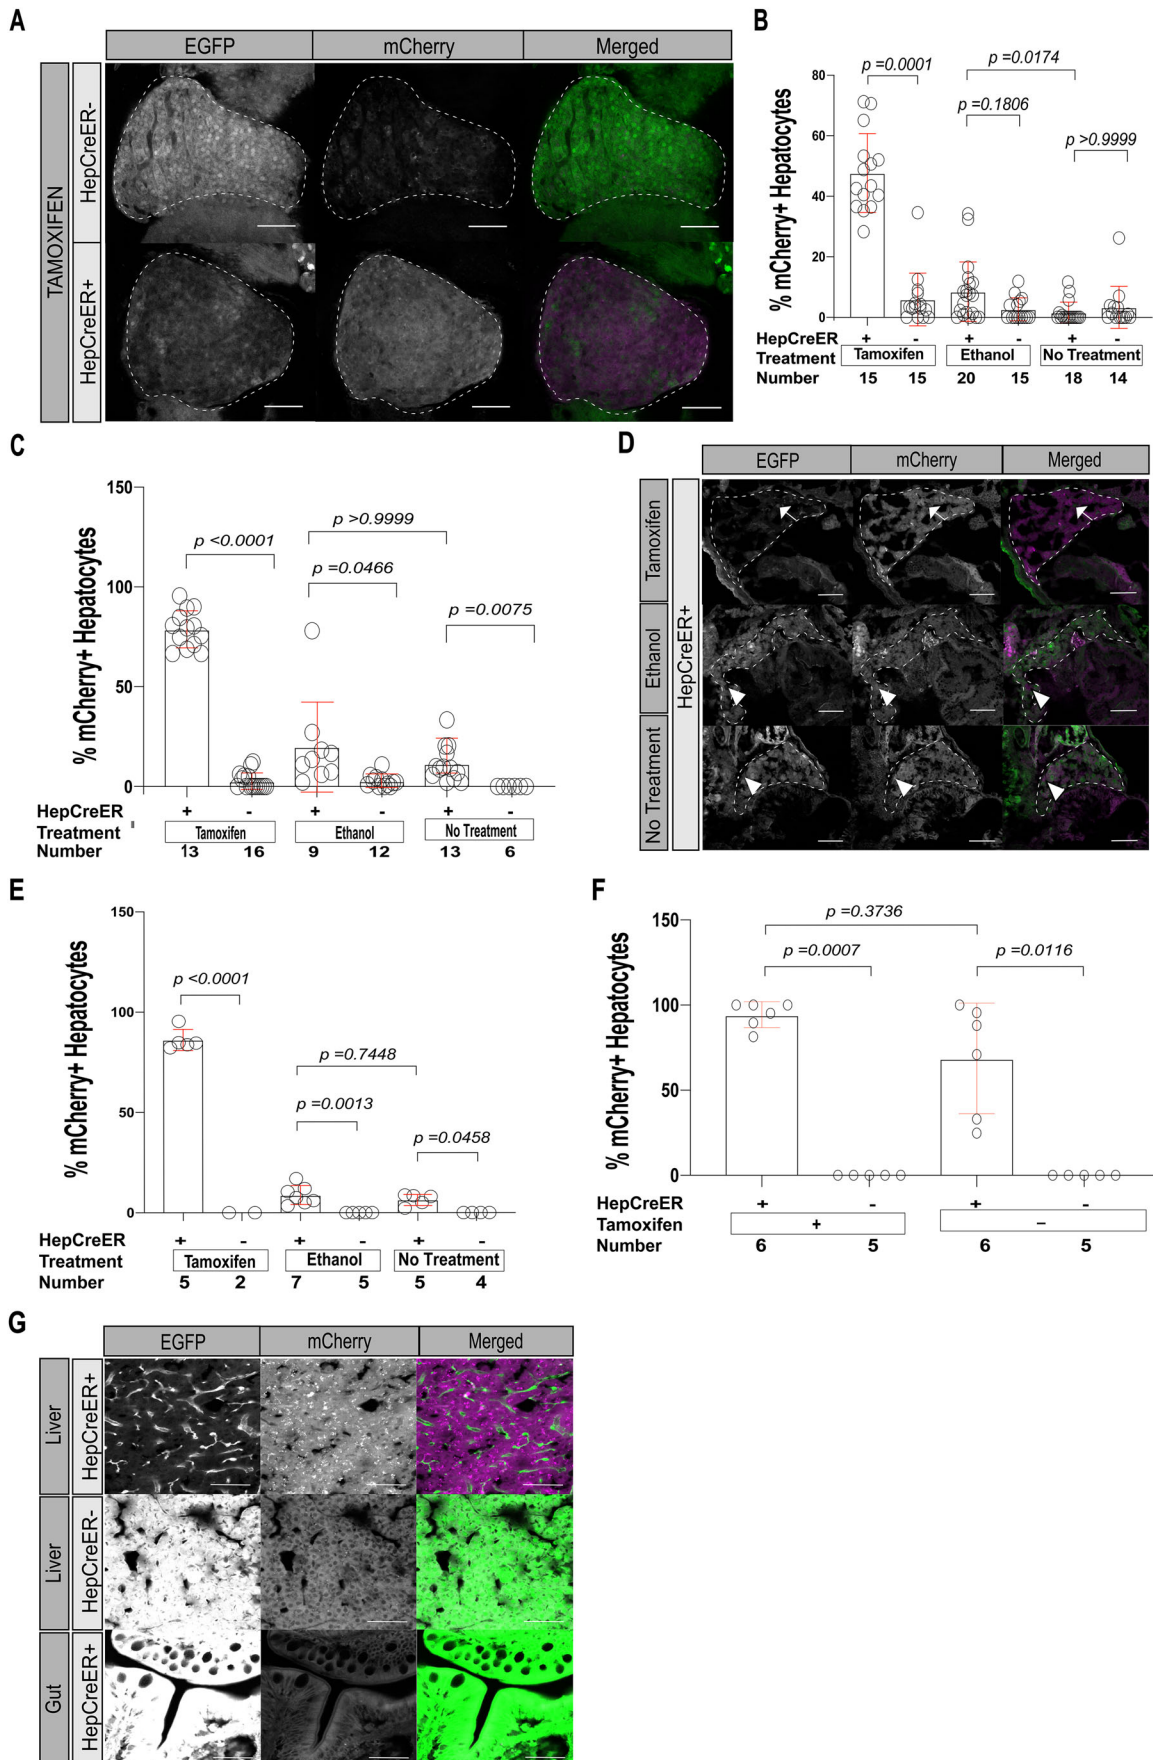 A
EGFP mCherry Merged
TAMOXIFEN
HepCreER-
HepCreER+
B
% mCherry+ Hepatocytes
80
60
40
20
0
p =0.0001
p =0.0174
p =0.1806
p >0.9999
HepCreER + - + - + -
Treatment Tamoxifen Ethanol No Treatment
Number 15 15 20 15 18 14
C
% mCherry+ Hepatocytes
150
100
50
0
p <0.0001
p >0.9999
p =0.0466
p =0.0075
HepCreER + - + - + -
Treatment Tamoxifen Ethanol No Treatment
Number 13 16 9 12 13 6
D
EGFP mCherry Merged
Tamoxifen
Ethanol
No Treatment
HepCreER+
E
% mCherry+ Hepatocytes
150
100
50
0
p <0.0001
p =0.7448
p =0.0013
p =0.0458
HepCreER + - + - + -
Treatment Tamoxifen Ethanol No Treatment
Number 5 2 7 5 5 4
F
% mCherry+ Hepatocytes
150
100
50
0
p =0.3736
p =0.0007
p =0.0116
HepCreER + - + -
Tamoxifen + –
Number 6 5 6 5
G
EGFP mCherry Merged
Liver
HepCreER+
Liver
HepCreER-
Gut
HepCreER+